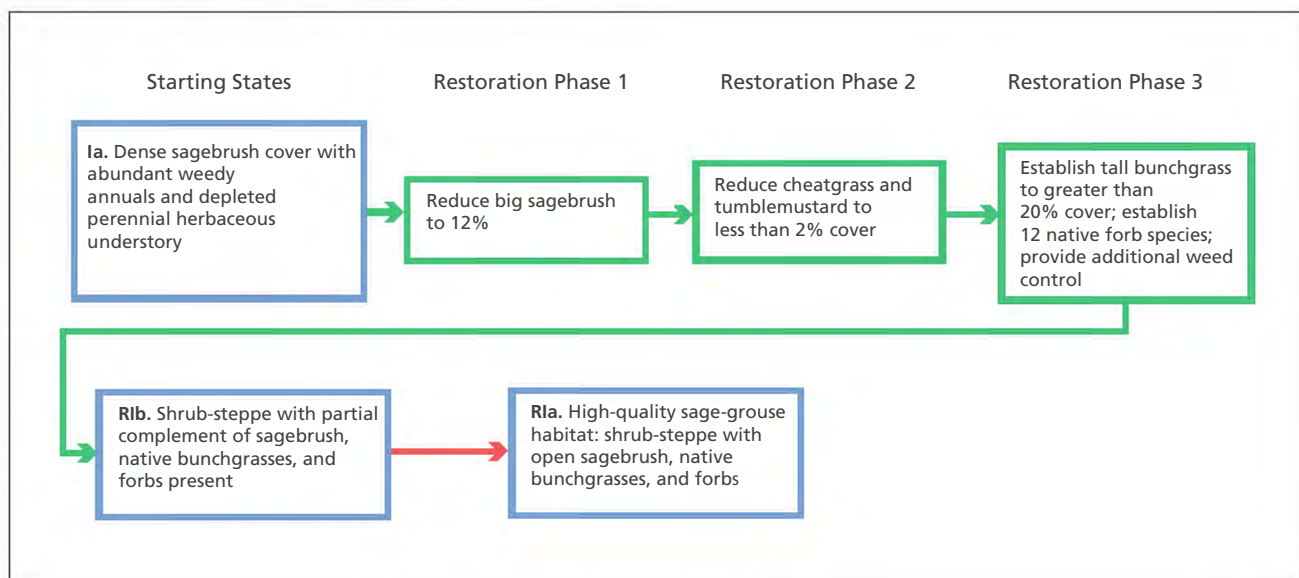 Starting States
Restoration Phase 1
Restoration Phase 2
Restoration Phase 3
Ia. Dense sagebrush cover with
abundant weedy
annuals and depleted
perennial herbaceous
understory
Reduce big sagebrush
to 12%
Reduce cheatgrass and
tumblemustard to
less than 2% cover
Establish tall bunchgrass
to greater than
20% cover; establish
12 native forb species;
provide additional weed
control
RIb. Shrub-steppe with partial
complement of sagebrush,
native bunchgrasses, and
forbs present
RIa. High-quality sage-grouse
habitat: shrub-steppe with
open sagebrush, native
bunchgrasses, and forbs